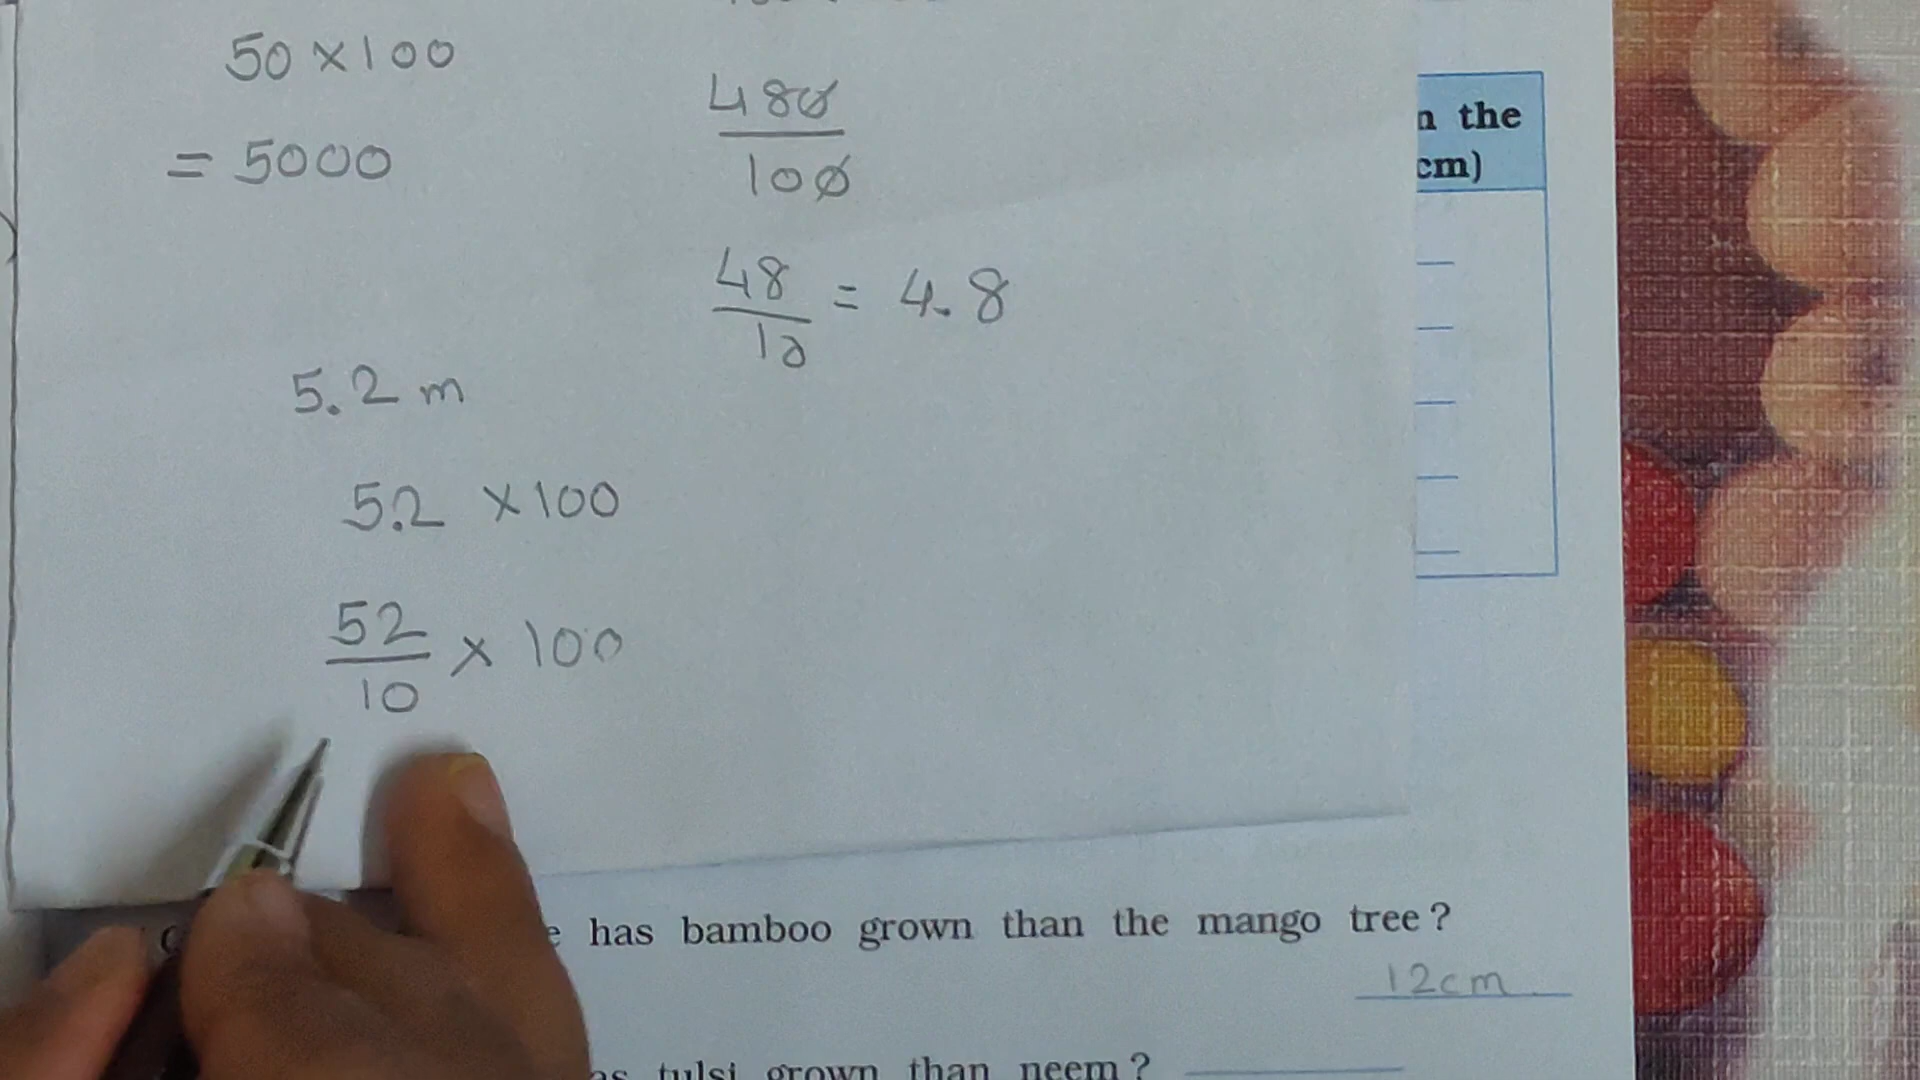 50 × 100
= 5000
5.2 m
5.2 × 100
52
10 × 100
480
100
48
10 = 4.8
the
cm)
has bamboo grown than the mango tree?
12cm
tulsi grown than neem?